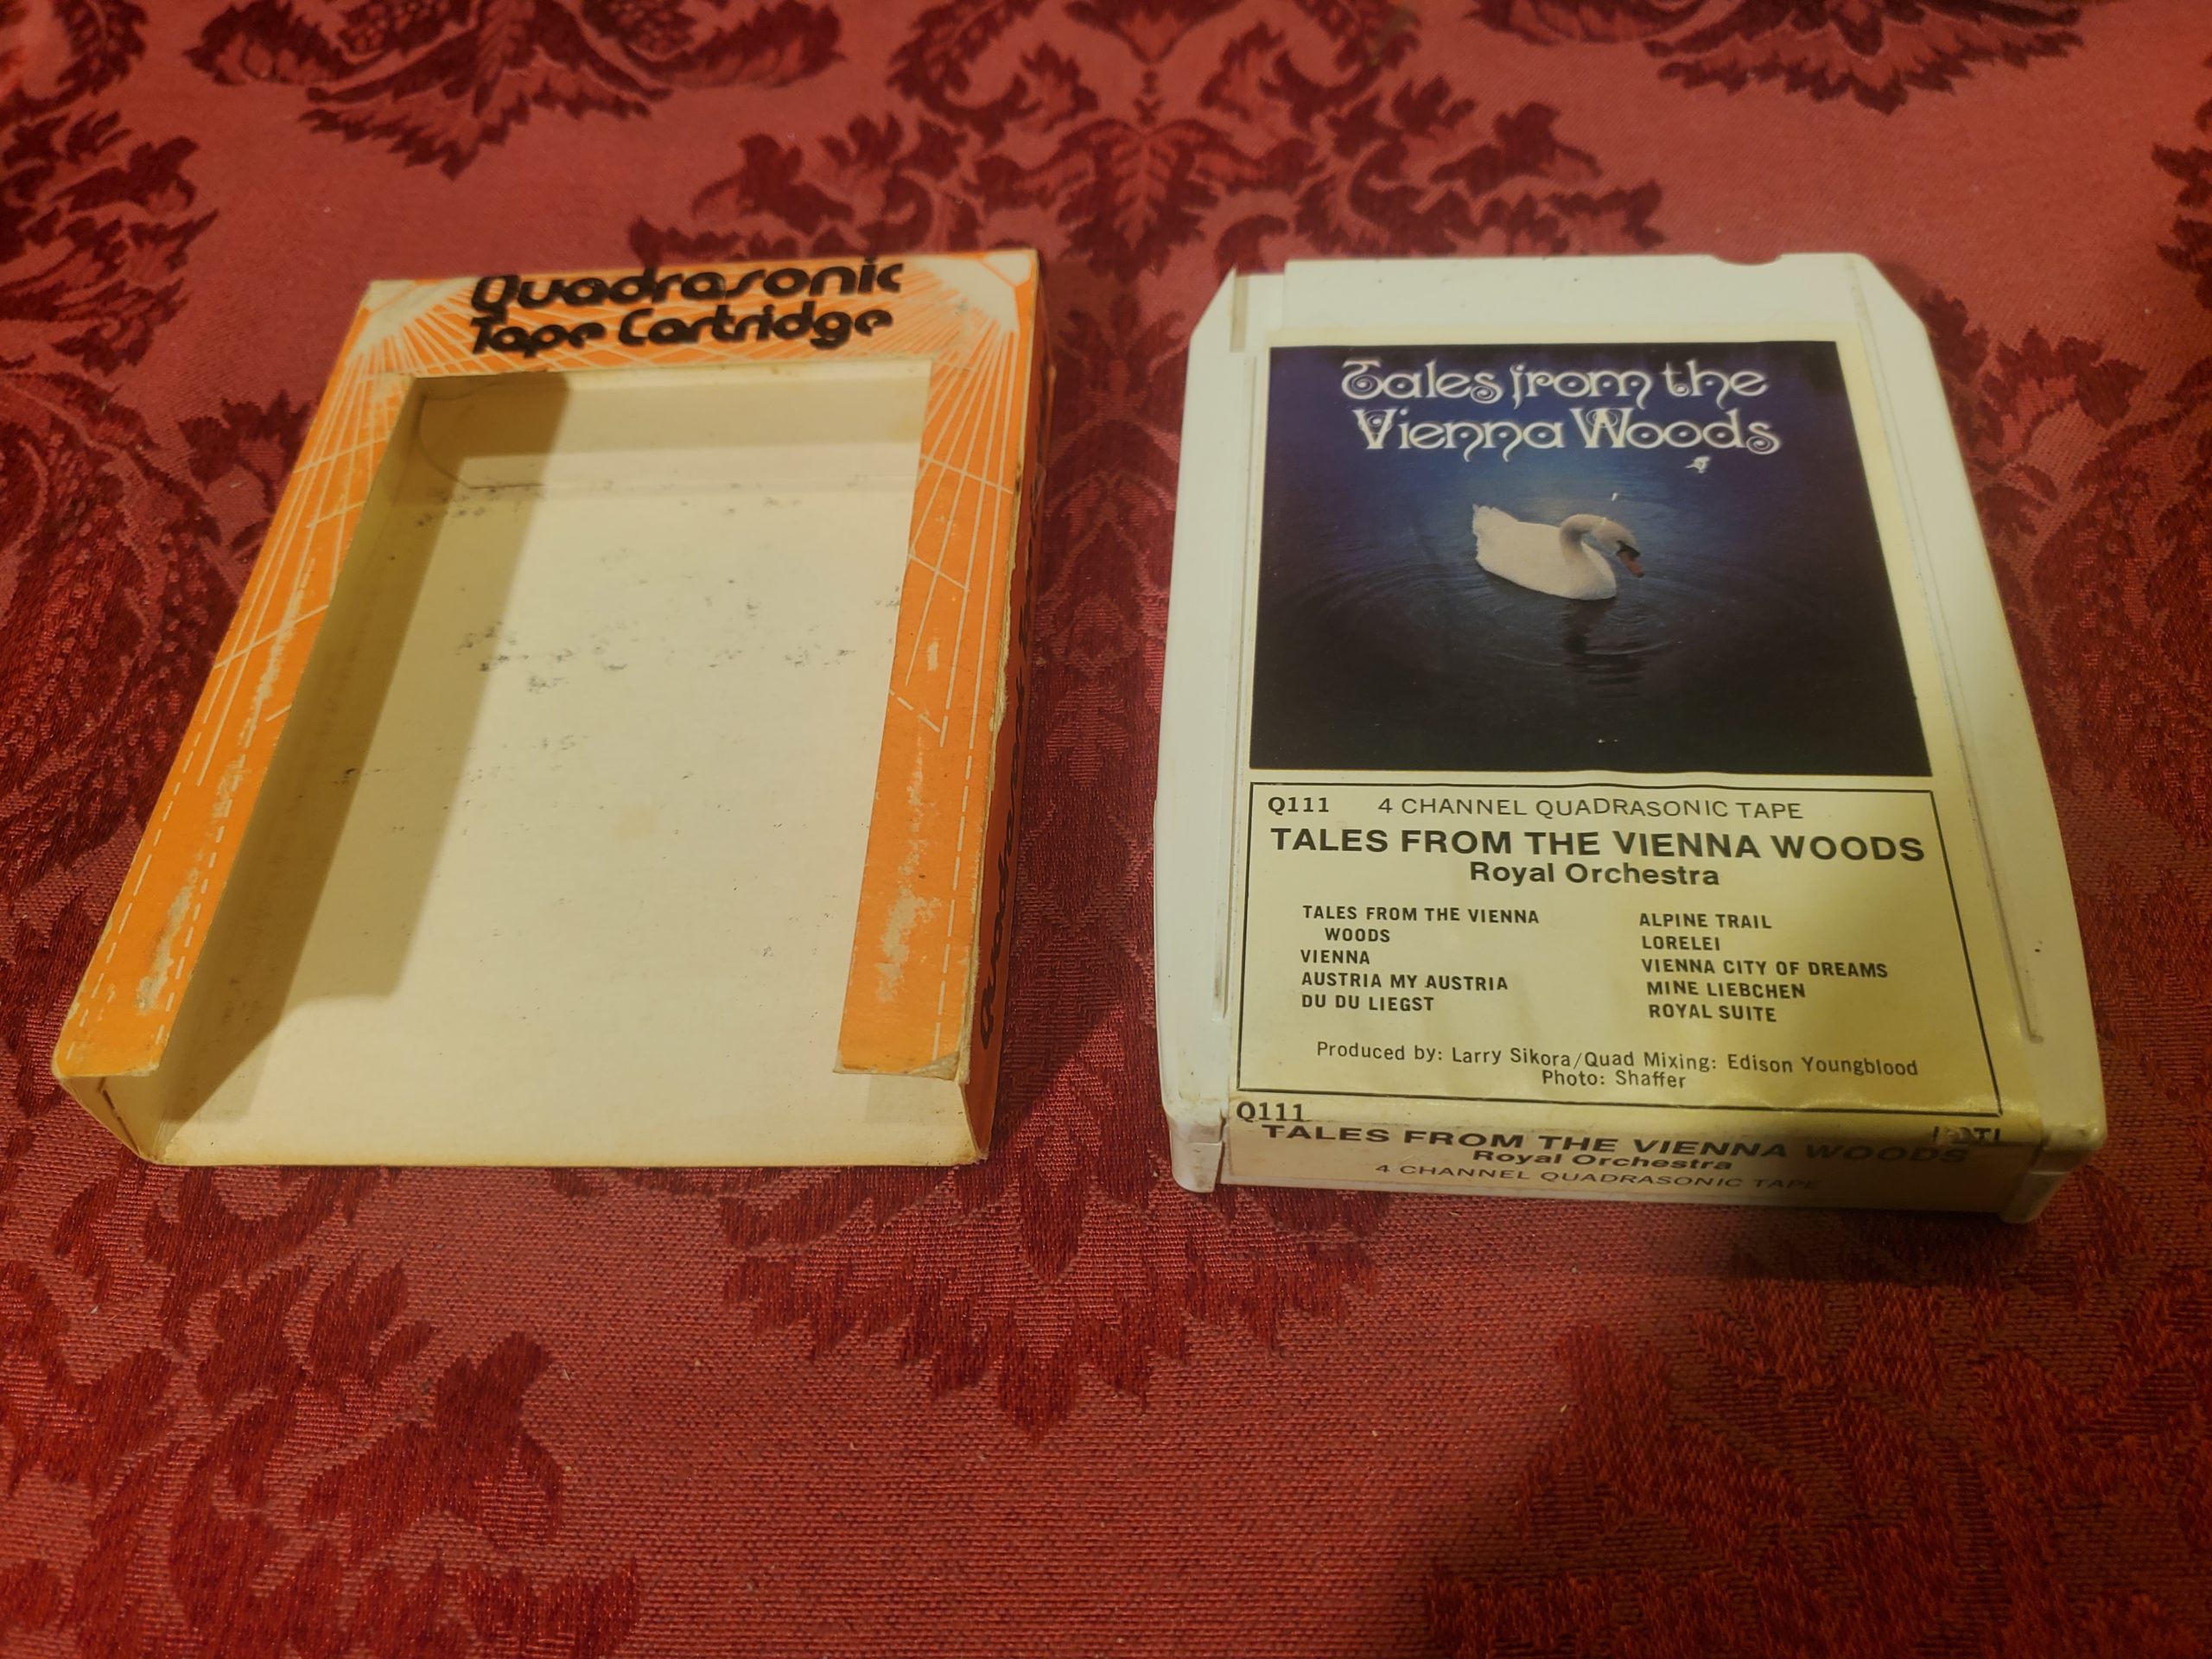 Quadrasonic
Tape Cartridge
Tales from the
Vienna Woods
Q111 4 CHANNEL QUADRASONIC TAPE
TALES FROM THE VIENNA WOODS
Royal Orchestra
TALES FROM THE VIENNA
WOODS
VIENNA
AUSTRIA MY AUSTRIA
DU DU LIEGST
ALPINE TRAIL
LORELEI
VIENNA CITY OF DREAMS
MINE LIEBCHEN
ROYAL SUITE
Produced by: Larry Sikora/Quad Mixing: Edison Youngblood
Photo: Shaffer
Q111
TALES FROM THE VIENNA WOODS
Royal Orchestra
4 CHANNEL QUADRASONIC TAPE